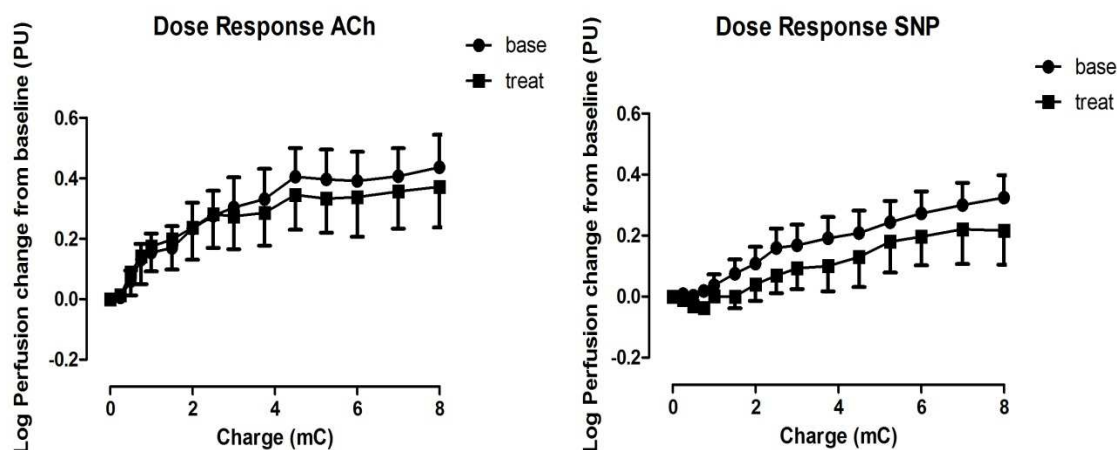 Dose Response ACh
base
treat
Log Perfusion change from baseline (PU)
0.6
0.4
0.2
0.0
-0.2
0 2 4 6 8
Charge (mC)
Dose Response SNP
base
treat
Log Perfusion change from baseline (PU)
0.6
0.4
0.2
0.0
-0.2
0 2 4 6 8
Charge (mC)